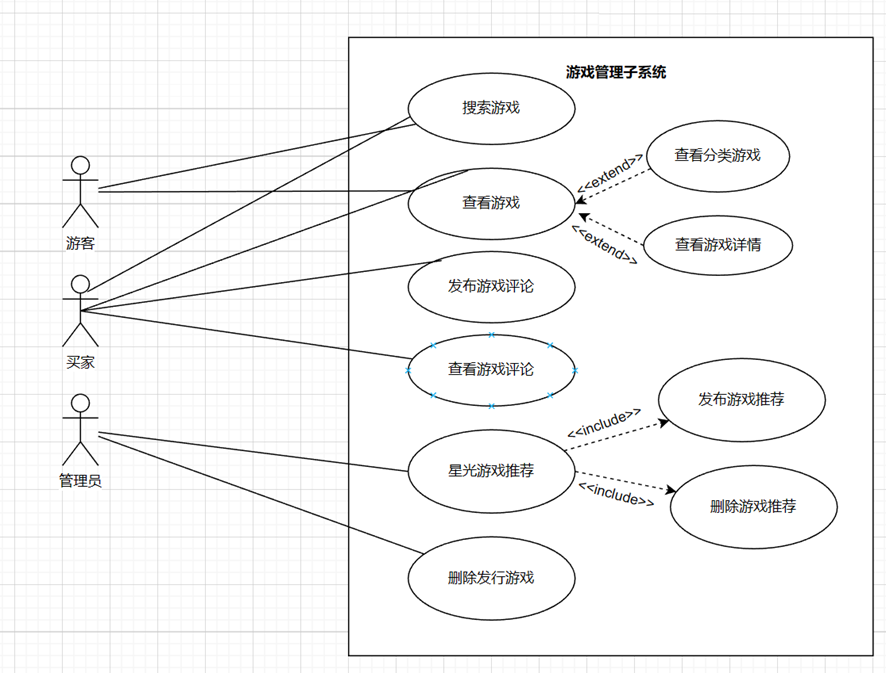 游戏管理子系统
搜索游戏
查看分类游戏
<<extend>>
查看游戏
<<extend>>
查看游戏详情
游客
发布游戏评论
买家
查看游戏评论
发布游戏推荐
<<include>>
星光游戏推荐
管理员
<<include>>
删除游戏推荐
删除发行游戏